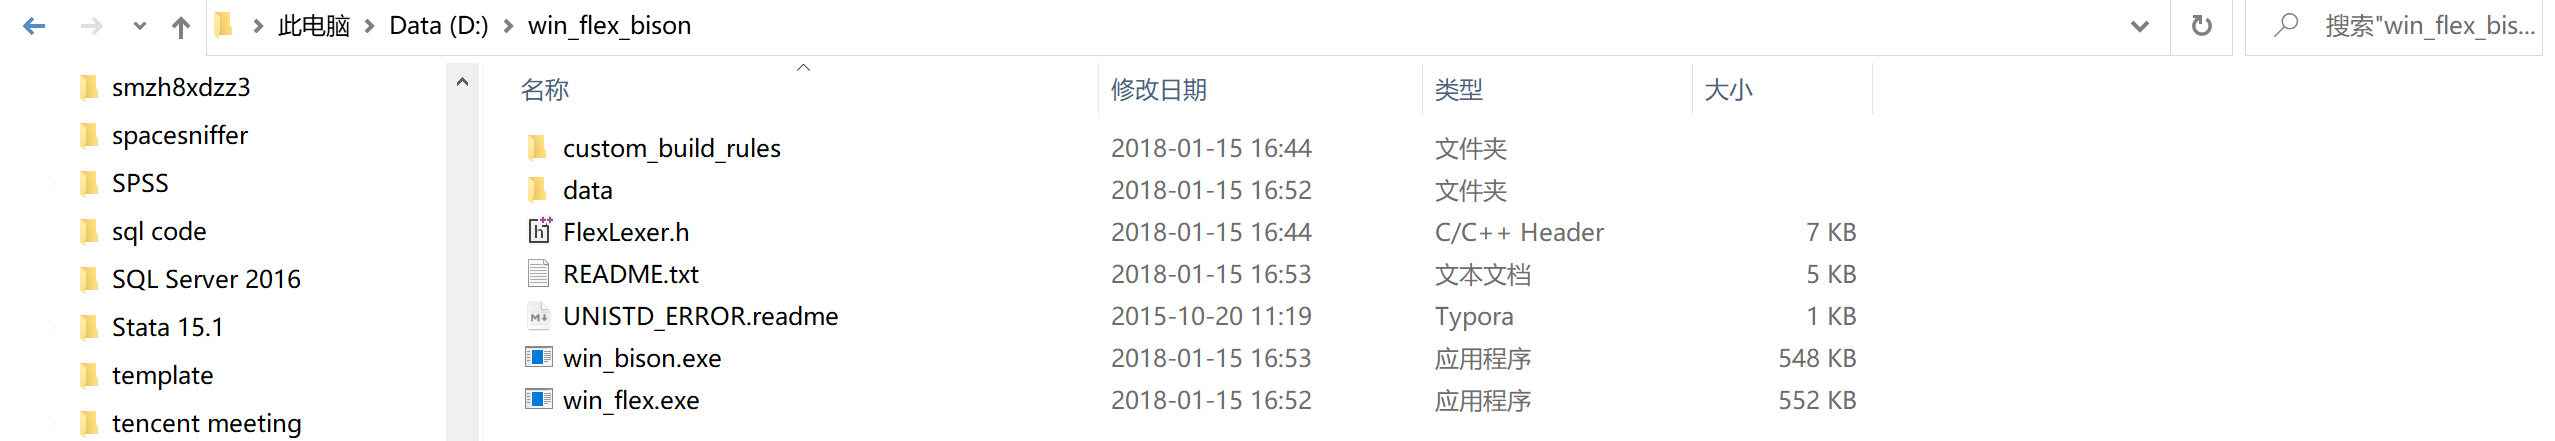 此电脑 > Data (D:) > win_flex_bison 搜索"win_flex_bis...
smzh8xdzz3
spacesniffer
SPSS
sql code
SQL Server 2016
Stata 15.1
template
tencent meeting
名称 修改日期 类型 大小
custom_build_rules 2018-01-15 16:44 文件夹
data 2018-01-15 16:52 文件夹
FlexLexer.h 2018-01-15 16:44 C/C++ Header 7 KB
README.txt 2018-01-15 16:53 文本文档 5 KB
UNISTD_ERROR.readme 2015-10-20 11:19 Typora 1 KB
win_bison.exe 2018-01-15 16:53 应用程序 548 KB
win_flex.exe 2018-01-15 16:52 应用程序 552 KB